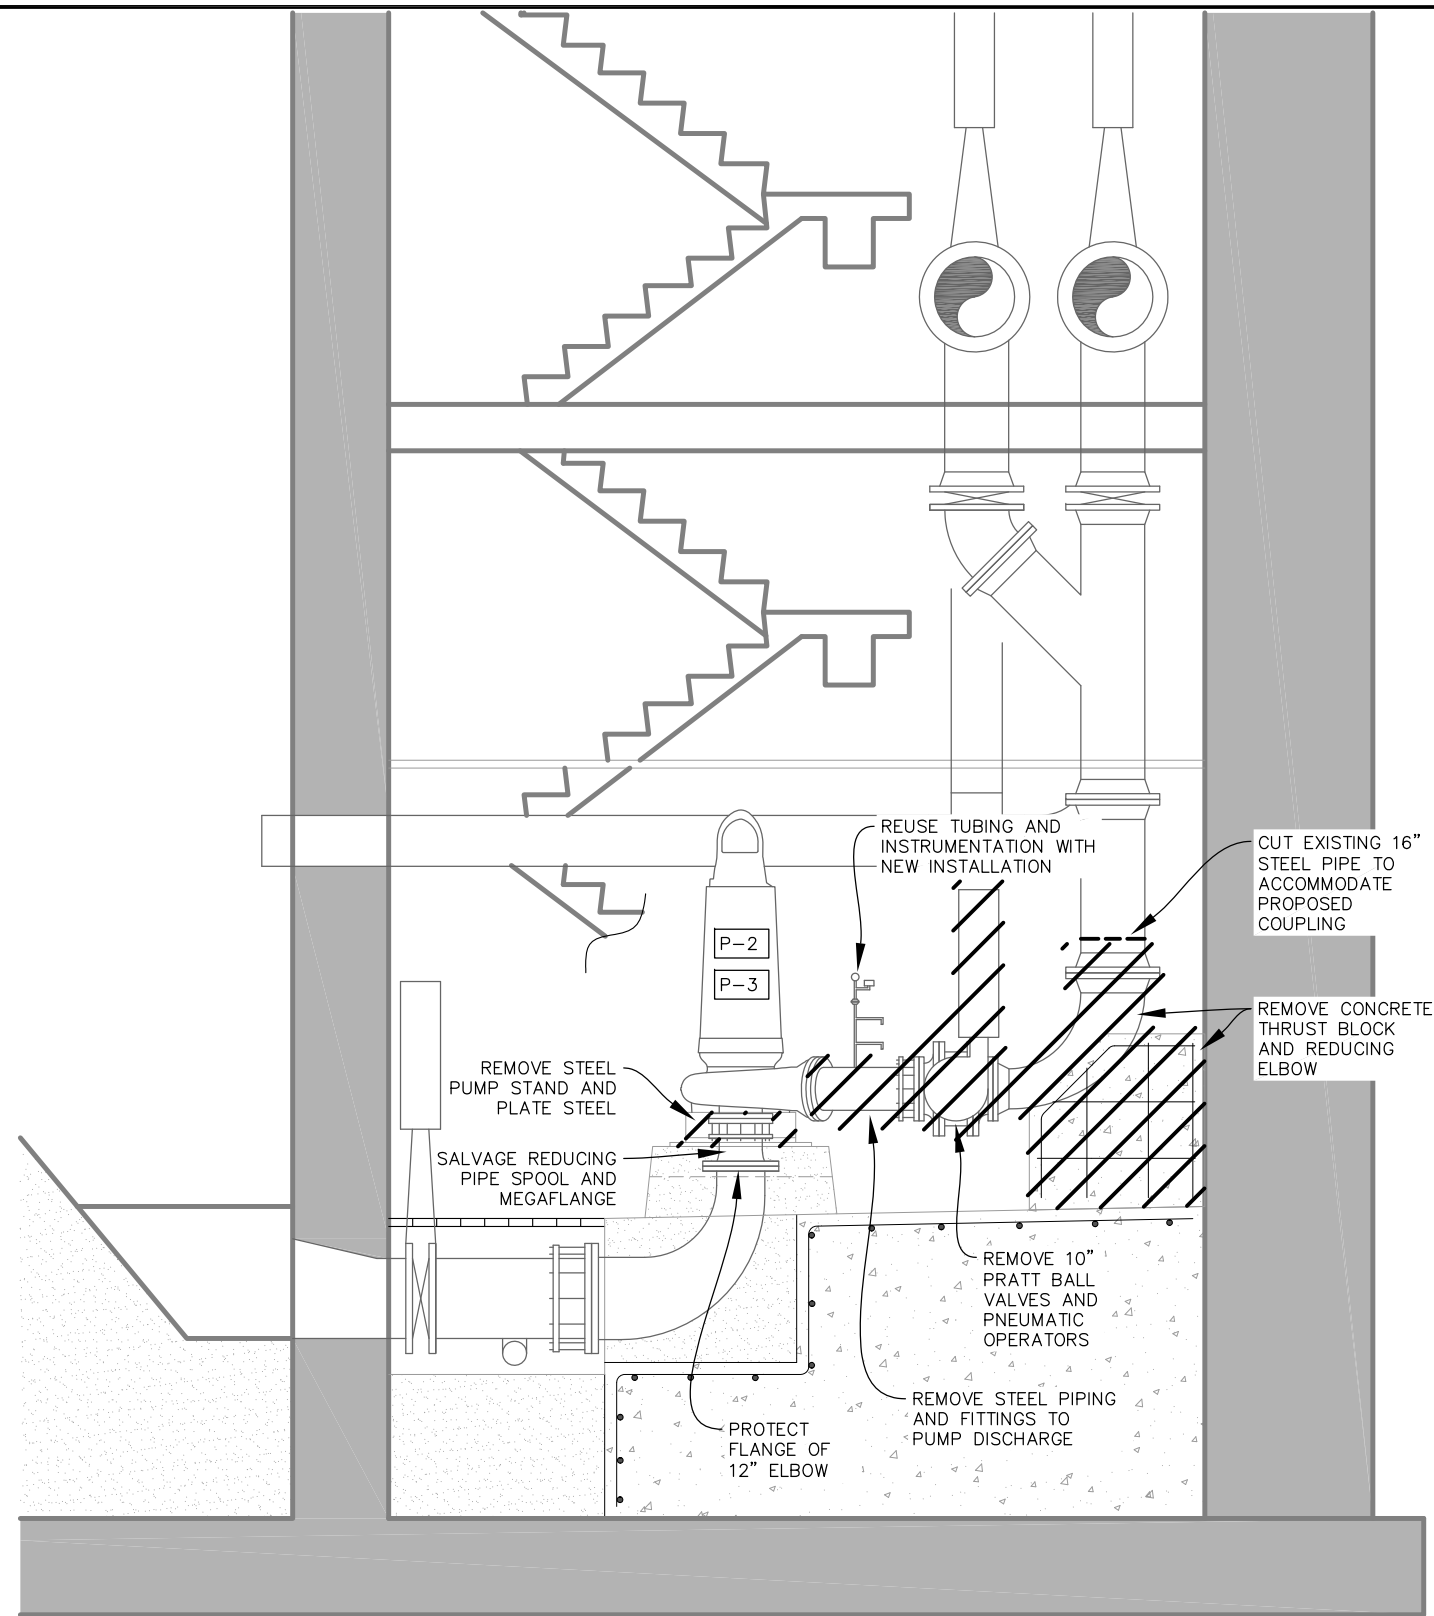 REUSE TUBING AND
INSTRUMENTATION WITH
NEW INSTALLATION
CUT EXISTING 16”
STEEL PIPE TO
ACCOMMODATE
PROPOSED
COUPLING
P-2
P-3
REMOVE CONCRETE
THRUST BLOCK
AND REDUCING
ELBOW
REMOVE STEEL
PUMP STAND AND
PLATE STEEL
SALVAGE REDUCING
PIPE SPOOL AND
MEGAFLANGE
REMOVE 10”
PRATT BALL
VALVES AND
PNEUMATIC
OPERATORS
REMOVE STEEL PIPING
AND FITTINGS TO
PUMP DISCHARGE
PROTECT
FLANGE OF
12” ELBOW